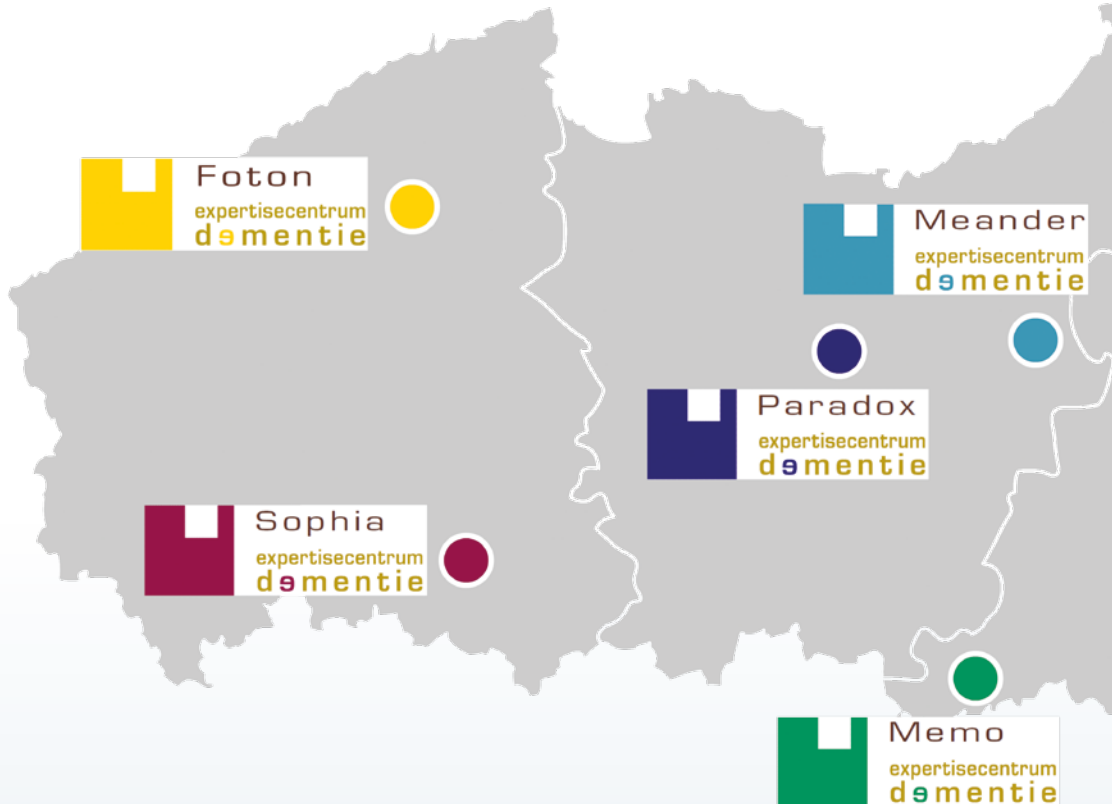 Foton
expertisecentrum
dementie
Meander
expertisecentrum
dementie
Paradox
expertisecentrum
dementie
Sophia
expertisecentrum
dementie
Memo
expertisecentrum
dementie